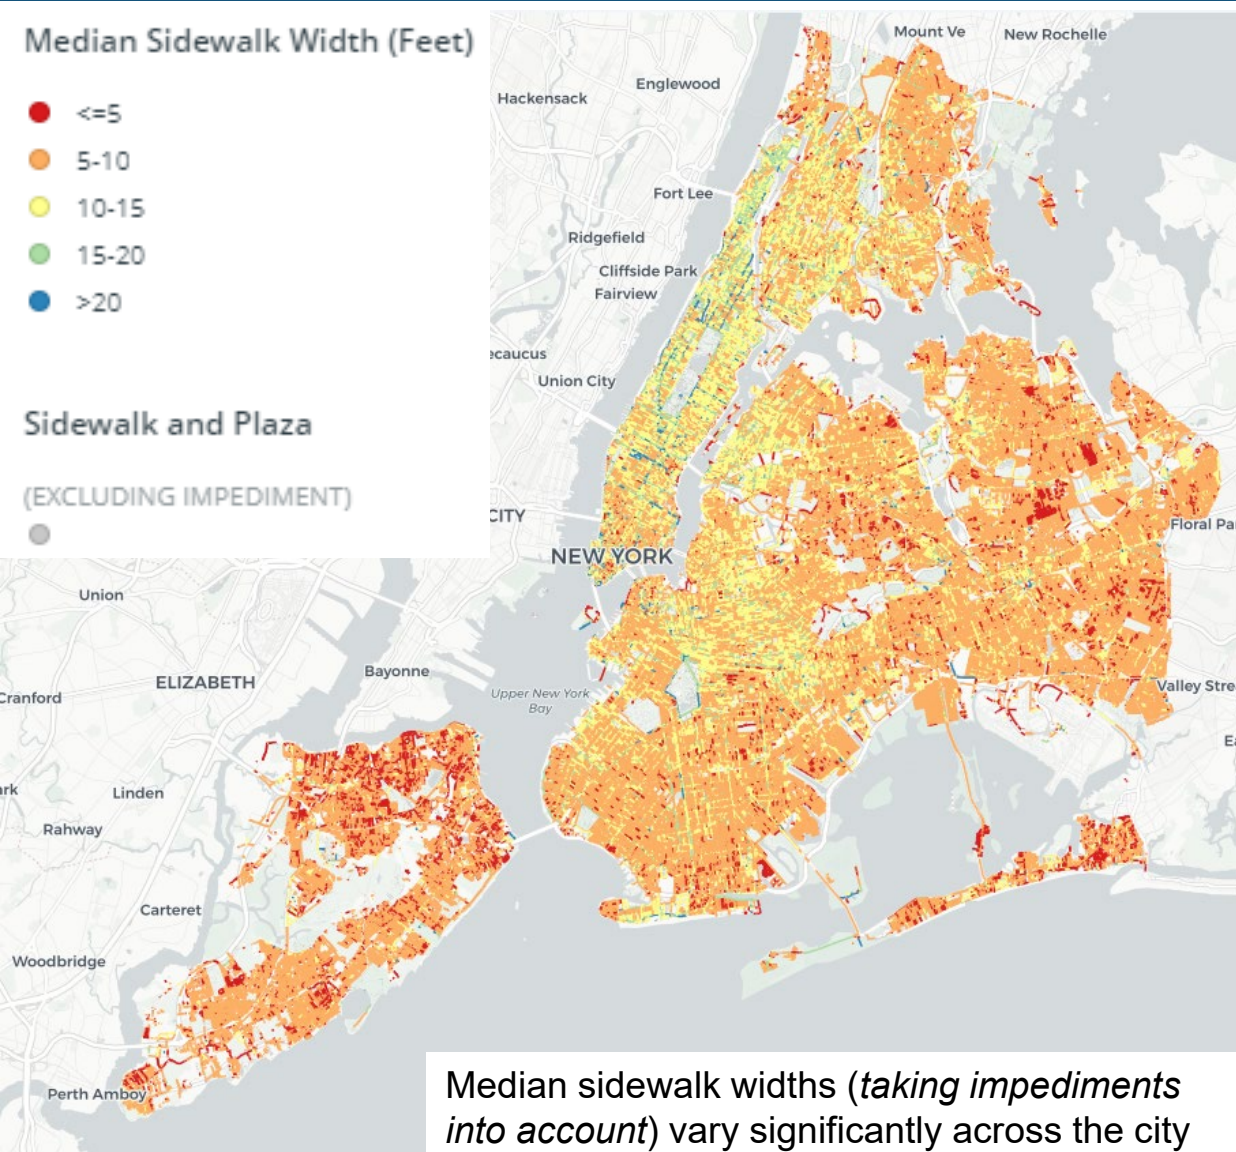 Median Sidewalk Width (Feet)
<=5
5-10
10-15
15-20
>20
Sidewalk and Plaza
(EXCLUDING IMPEDIMENT)
Mount Ve
New Rochelle
Englewood
Hackensack
Fort Lee
Ridgefield
Cliffside Park
Fairview
ecaucus
Union City
CITY
Floral Pa
NEW YORK
Union
Bayonne
ELIZABETH
Cranford
Upper New York
Bay
Valley Stre
Ea
ark
Linden
Rahway
Carteret
Woodbridge
Perth Amboy
Median sidewalk widths (taking impediments
into account) vary significantly across the city